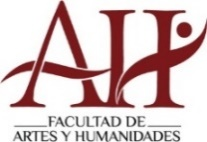 AH
FACULTAD DE
ARTES Y HUMANIDADES